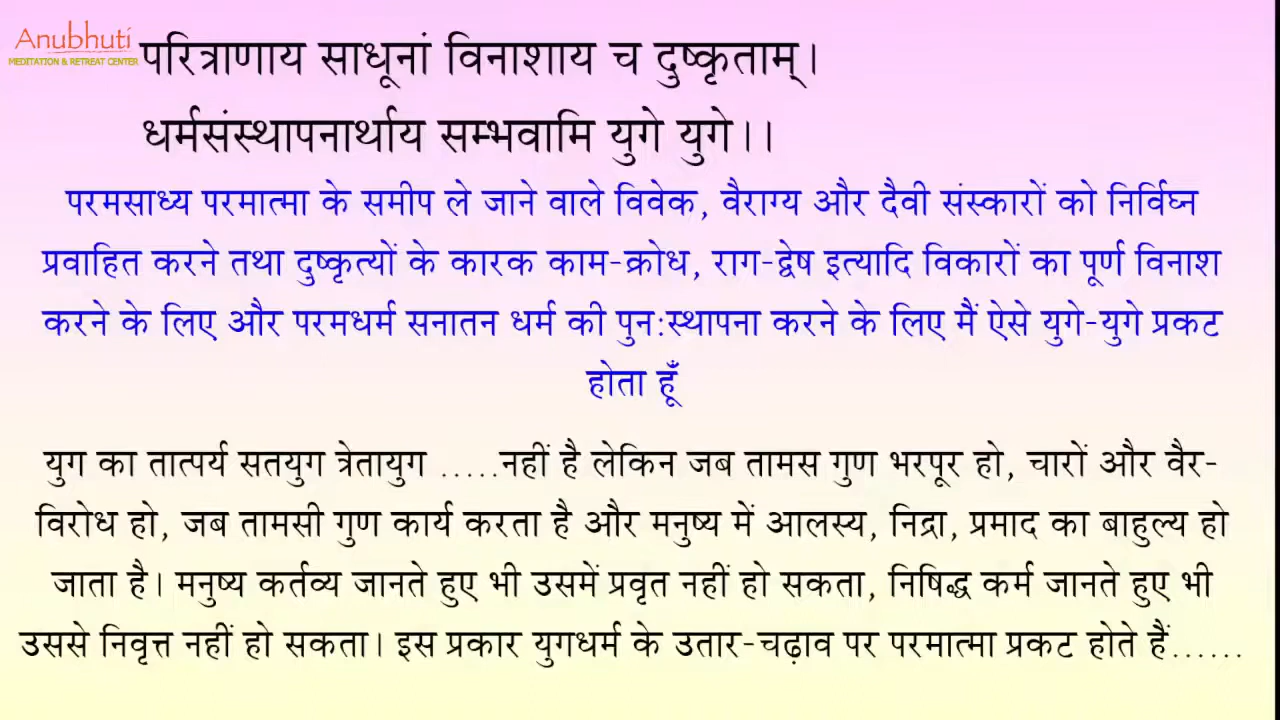 Anubhuti
MEDITATION & RETREAT CENTER
परित्राणाय साधूनां विनाशाय च दुष्कृताम्।
धर्मसंस्थापनार्थाय सम्भवामि युगे युगे।।
परमसाध्य परमात्मा के समीप ले जाने वाले विवेक, वैराग्य और दैवी संस्कारों को निर्विघ्न
प्रवाहित करने तथा दुष्कृत्यों के कारक काम-क्रोध, राग-द्वेष इत्यादि विकारों का पूर्ण विनाश
करने के लिए और परमधर्म सनातन धर्म की पुन:स्थापना करने के लिए मैं ऐसे युगे-युगे प्रकट
होता हूँ
युग का तात्पर्य सतयुग त्रेतायुग .....नहीं है लेकिन जब तामस गुण भरपूर हो, चारों और वैर-
विरोध हो, जब तामसी गुण कार्य करता है और मनुष्य में आलस्य, निद्रा, प्रमाद का बाहुल्य हो
जाता है। मनुष्य कर्तव्य जानते हुए भी उसमें प्रवृत नहीं हो सकता, निषिद्ध कर्म जानते हुए भी
उससे निवृत्त नहीं हो सकता। इस प्रकार युगधर्म के उतार-चढ़ाव पर परमात्मा प्रकट होते हैं......